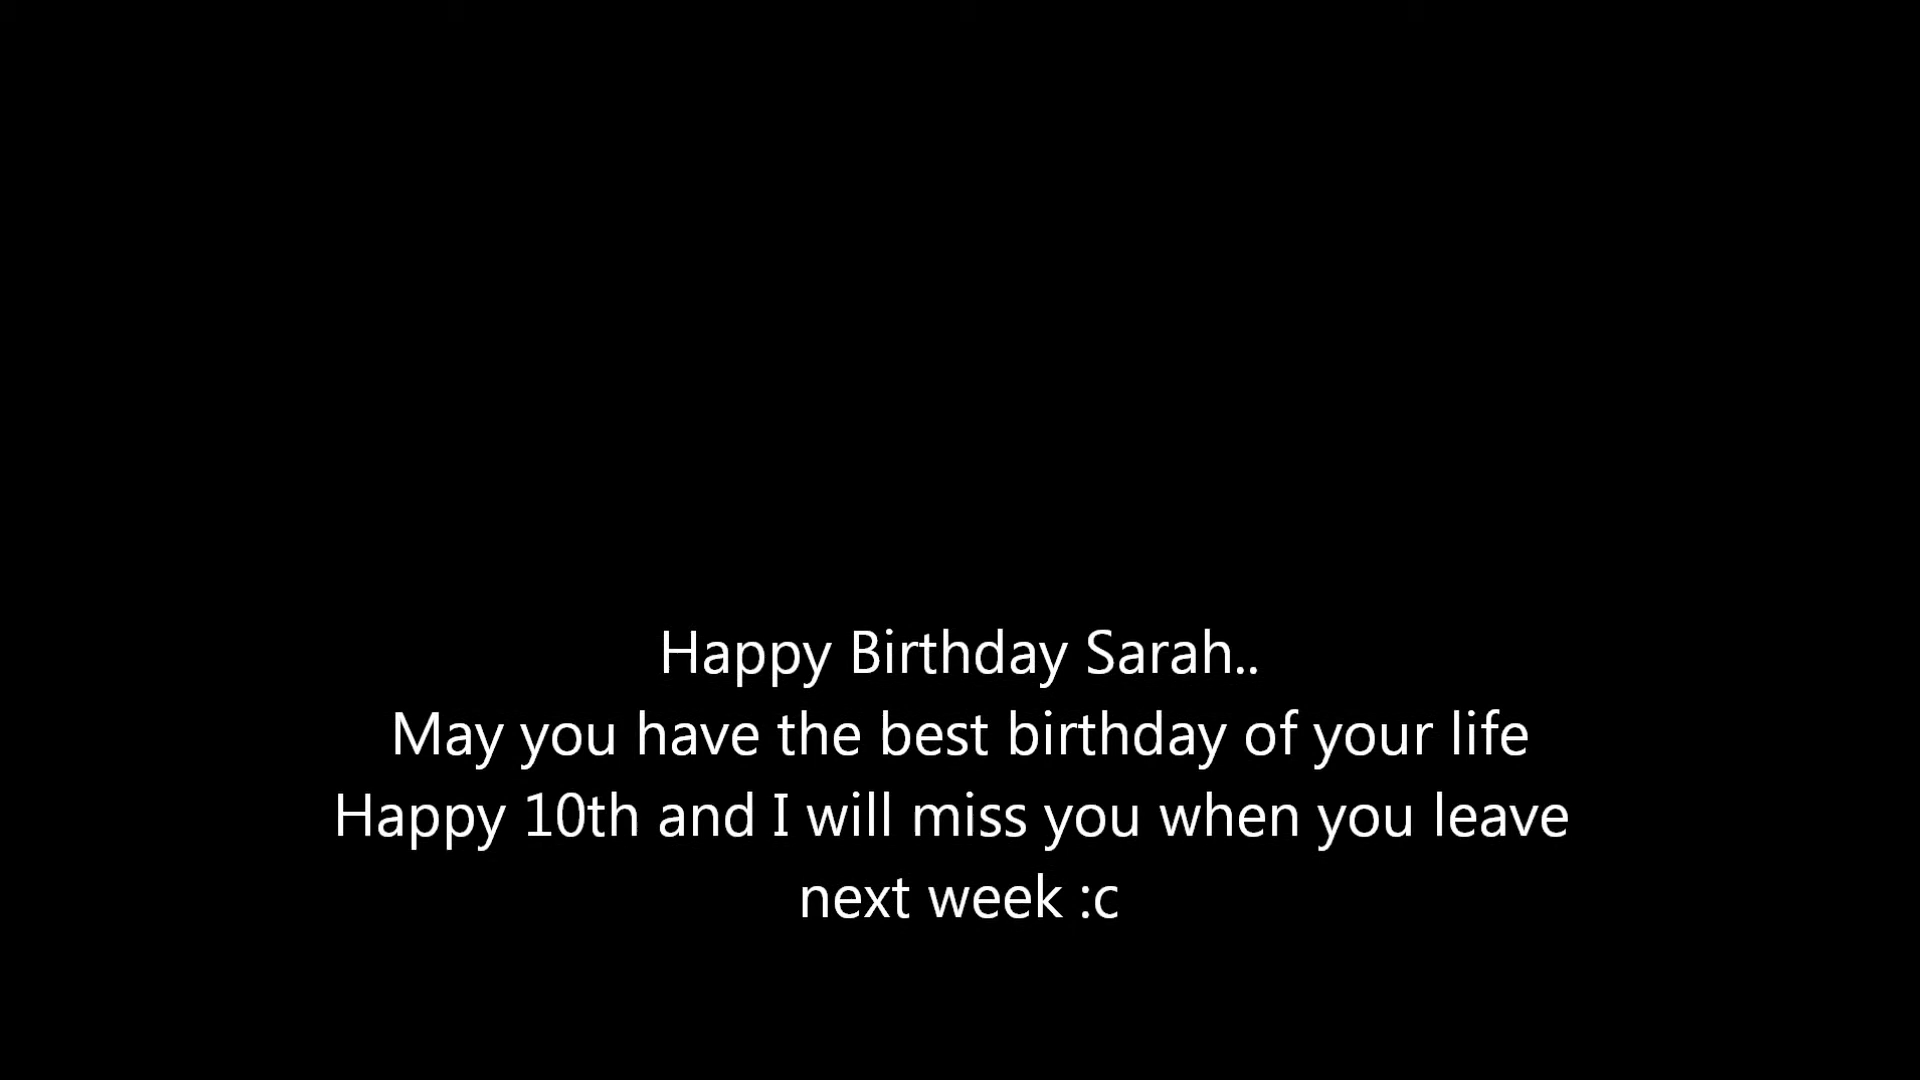 Happy Birthday Sarah..
May you have the best birthday of your life
Happy 10th and I will miss you when you leave
next week :c